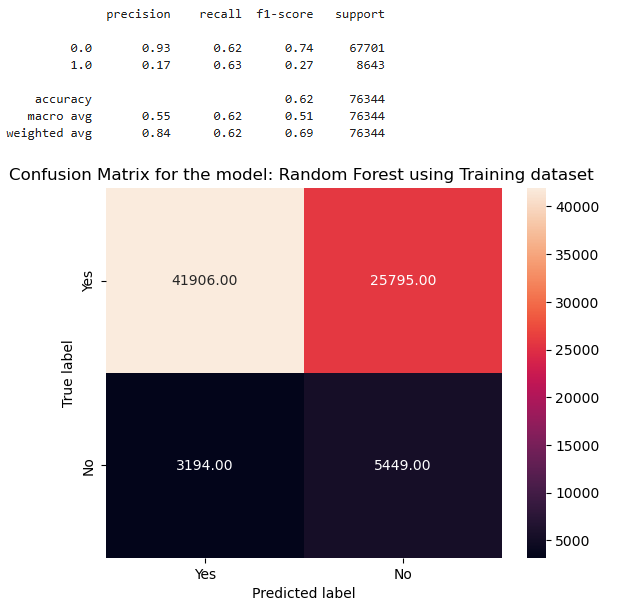 precision recall f1-score support
0.0 0.93 0.62 0.74 67701
1.0 0.17 0.63 0.27 8643
accuracy 0.62 76344
macro avg 0.55 0.62 0.51 76344
weighted avg 0.84 0.62 0.69 76344
Confusion Matrix for the model: Random Forest using Training dataset
Yes
41906.00 25795.00
No
3194.00 5449.00
True label
Yes No
Predicted label
40000
35000
30000
25000
20000
15000
10000
5000